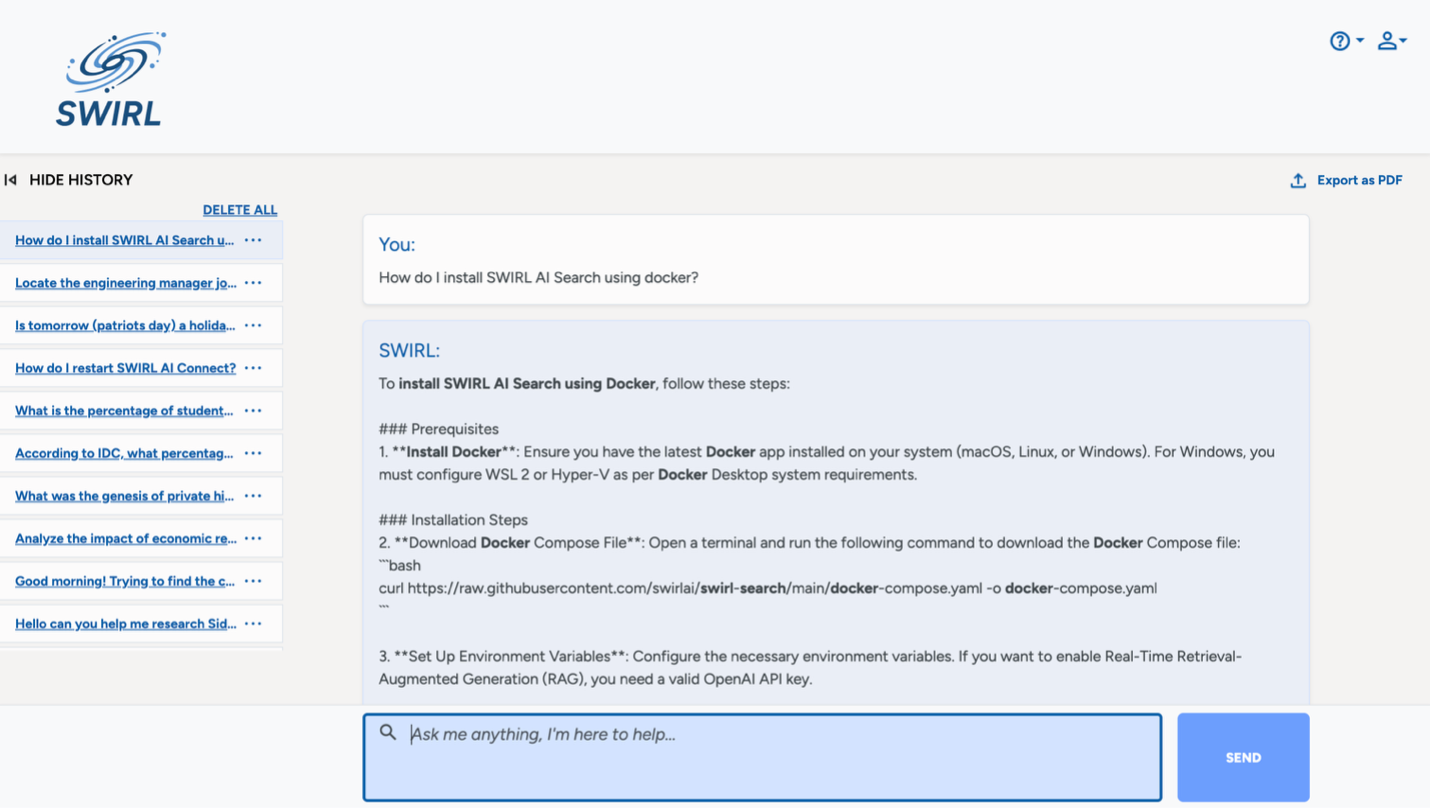 SWIRL
HIDE HISTORY
Export as PDF
DELETE ALL
How do I install SWIRL AI Search u... ...
Locate the engineering manager jo... ...
Is tomorrow (patriots day) a holida... ...
How do I restart SWIRL AI Connect? ...
What is the percentage of student... ...
According to IDC, what percentag... ...
What was the genesis of private hi... ...
Analyze the impact of economic re... ...
Good morning! Trying to find the c... ...
Hello can you help me research Sid... ...
You:
How do I install SWIRL AI Search using docker?
SWIRL:
To install SWIRL AI Search using Docker, follow these steps:
### Prerequisites
1. **Install Docker**: Ensure you have the latest Docker app installed on your system (macOS, Linux, or Windows). For Windows, you
must configure WSL 2 or Hyper-V as per Docker Desktop system requirements.
### Installation Steps
2. **Download Docker Compose File**: Open a terminal and run the following command to download the Docker Compose file:
```bash
curl https://raw.githubusercontent.com/swirlai/swirl-search/main/docker-compose.yaml -o docker-compose.yaml
```
3. **Set Up Environment Variables**: Configure the necessary environment variables. If you want to enable Real-Time Retrieval-
Augmented Generation (RAG), you need a valid OpenAI API key.
Ask me anything, I'm here to help...
SEND